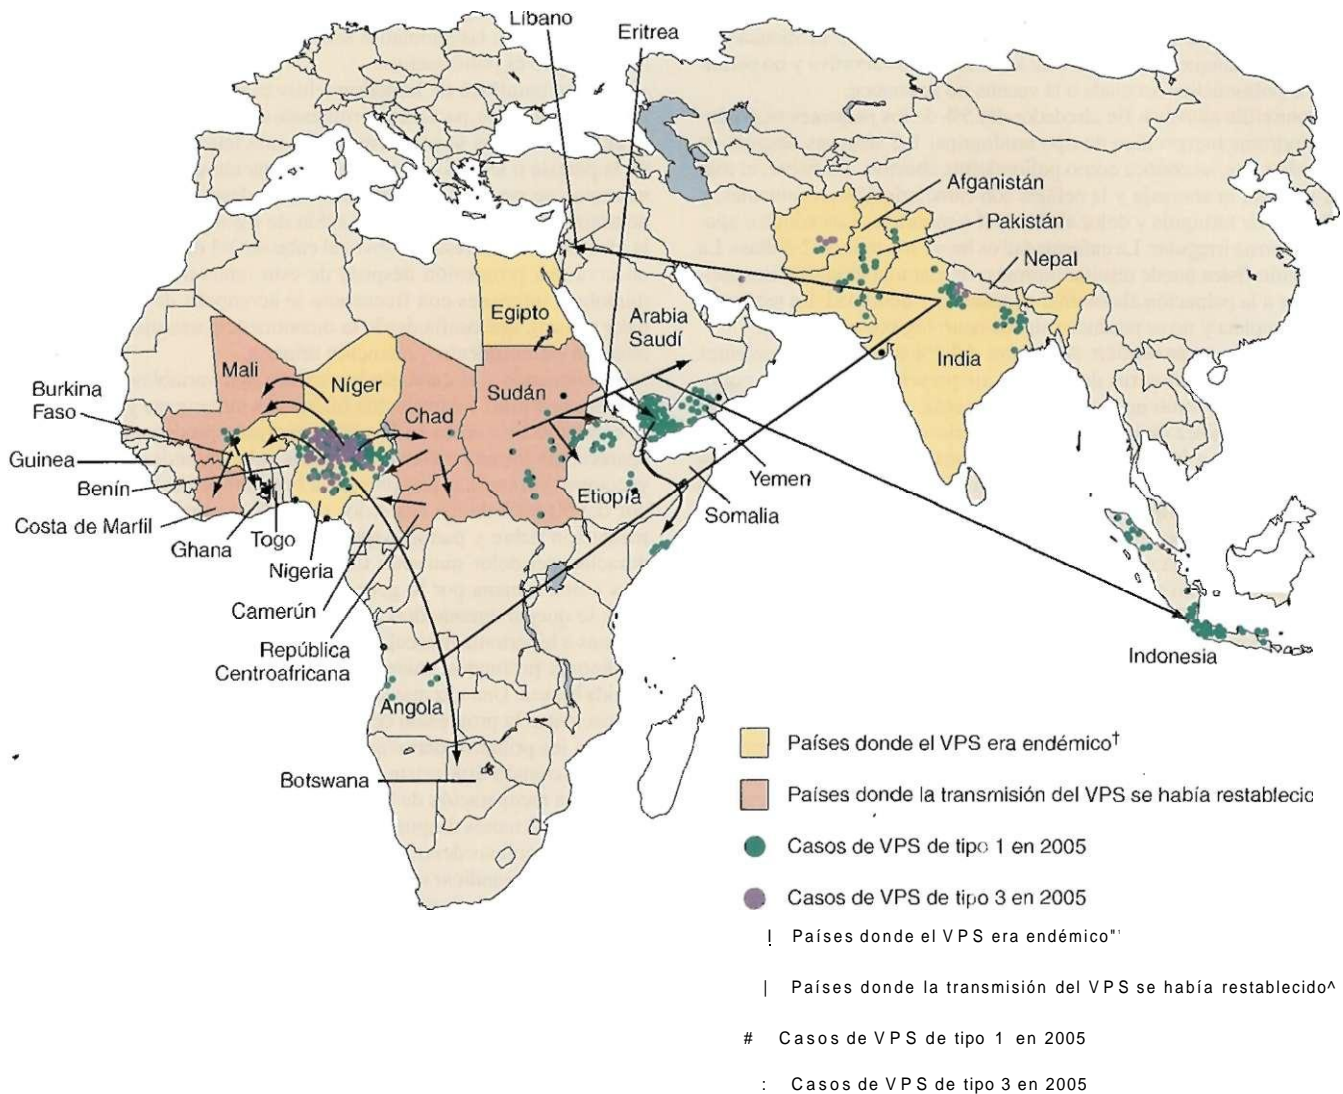 Líbano
Eritrea
Afganistán
Pakistán
Nepal
Egipto
Arabia
Saudí
India
Mali
Níger
Burkina
Faso
Chad
Sudán
Guinea
Benín
Yemen
Etiopía
Costa de Marfil
Somalia
Ghana
Togo
Nigeria
Camerún
República
Centroafricana
Indonesia
Angola
Botswana
Países donde el VPS era endémico†
Países donde la transmisión del VPS se había restablecic
Casos de VPS de tipo 1 en 2005
Casos de VPS de tipo 3 en 2005
| Países donde el VPS era endémico"'
| Países donde la transmisión del VPS se había restablecido^
# Casos de VPS de tipo 1 en 2005
: Casos de VPS de tipo 3 en 2005